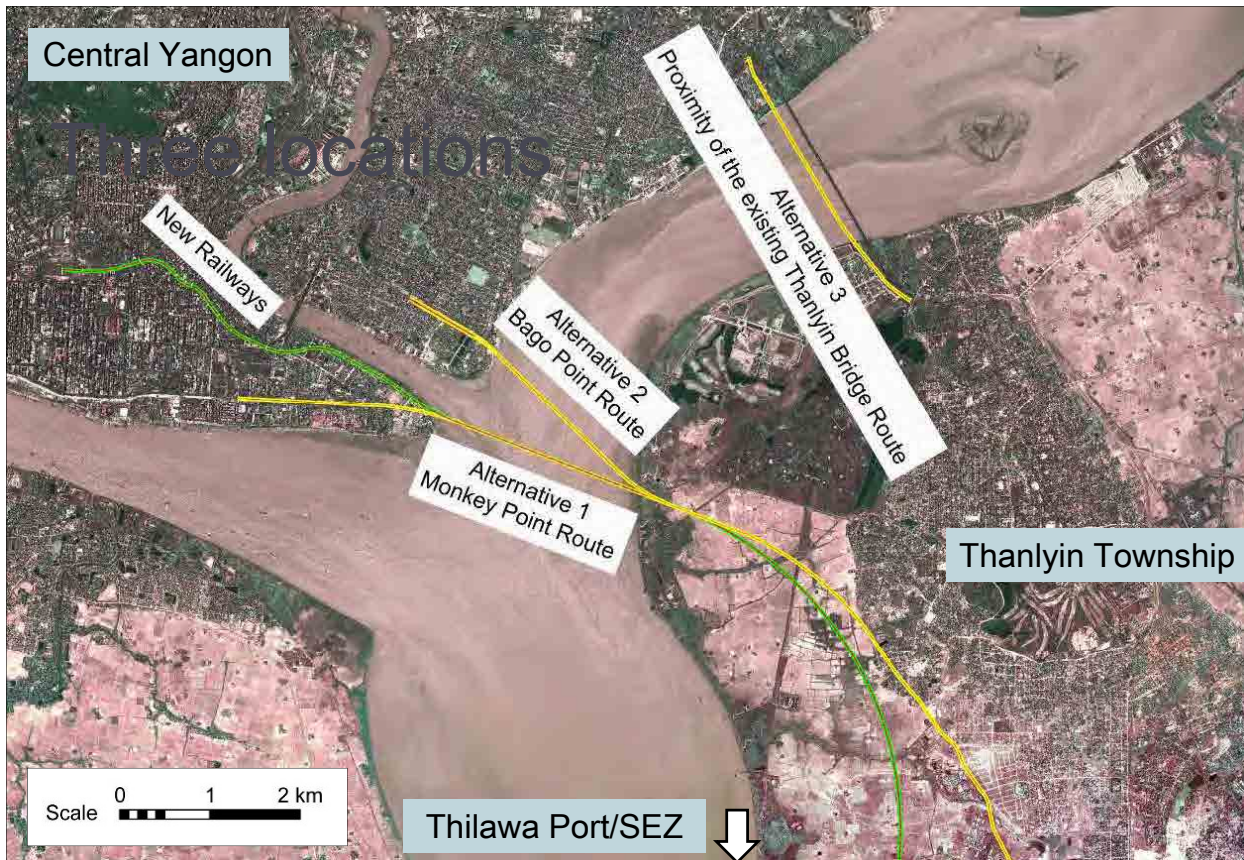 Central Yangon
Three locations
New Railways
Proximity of the existing Thanlyin Bridge Route
Alternative 3
Alternative 2
Bago Point Route
Alternative 1
Monkey Point Route
Thanlyin Township
Scale 0 1 2 km
Thilawa Port/SEZ